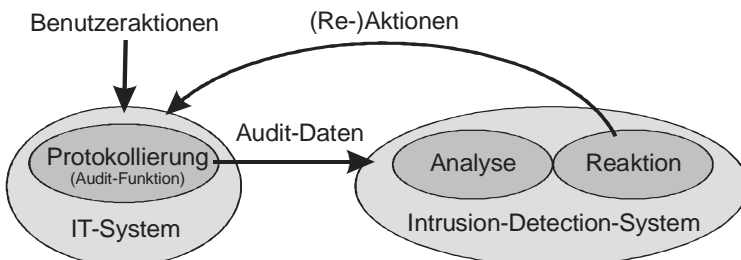 Benutzeraktionen
(Re-)Aktionen
Audit-Daten
Protokollierung
(Audit-Funktion)
IT-System
Analyse
Reaktion
Intrusion-Detection-System